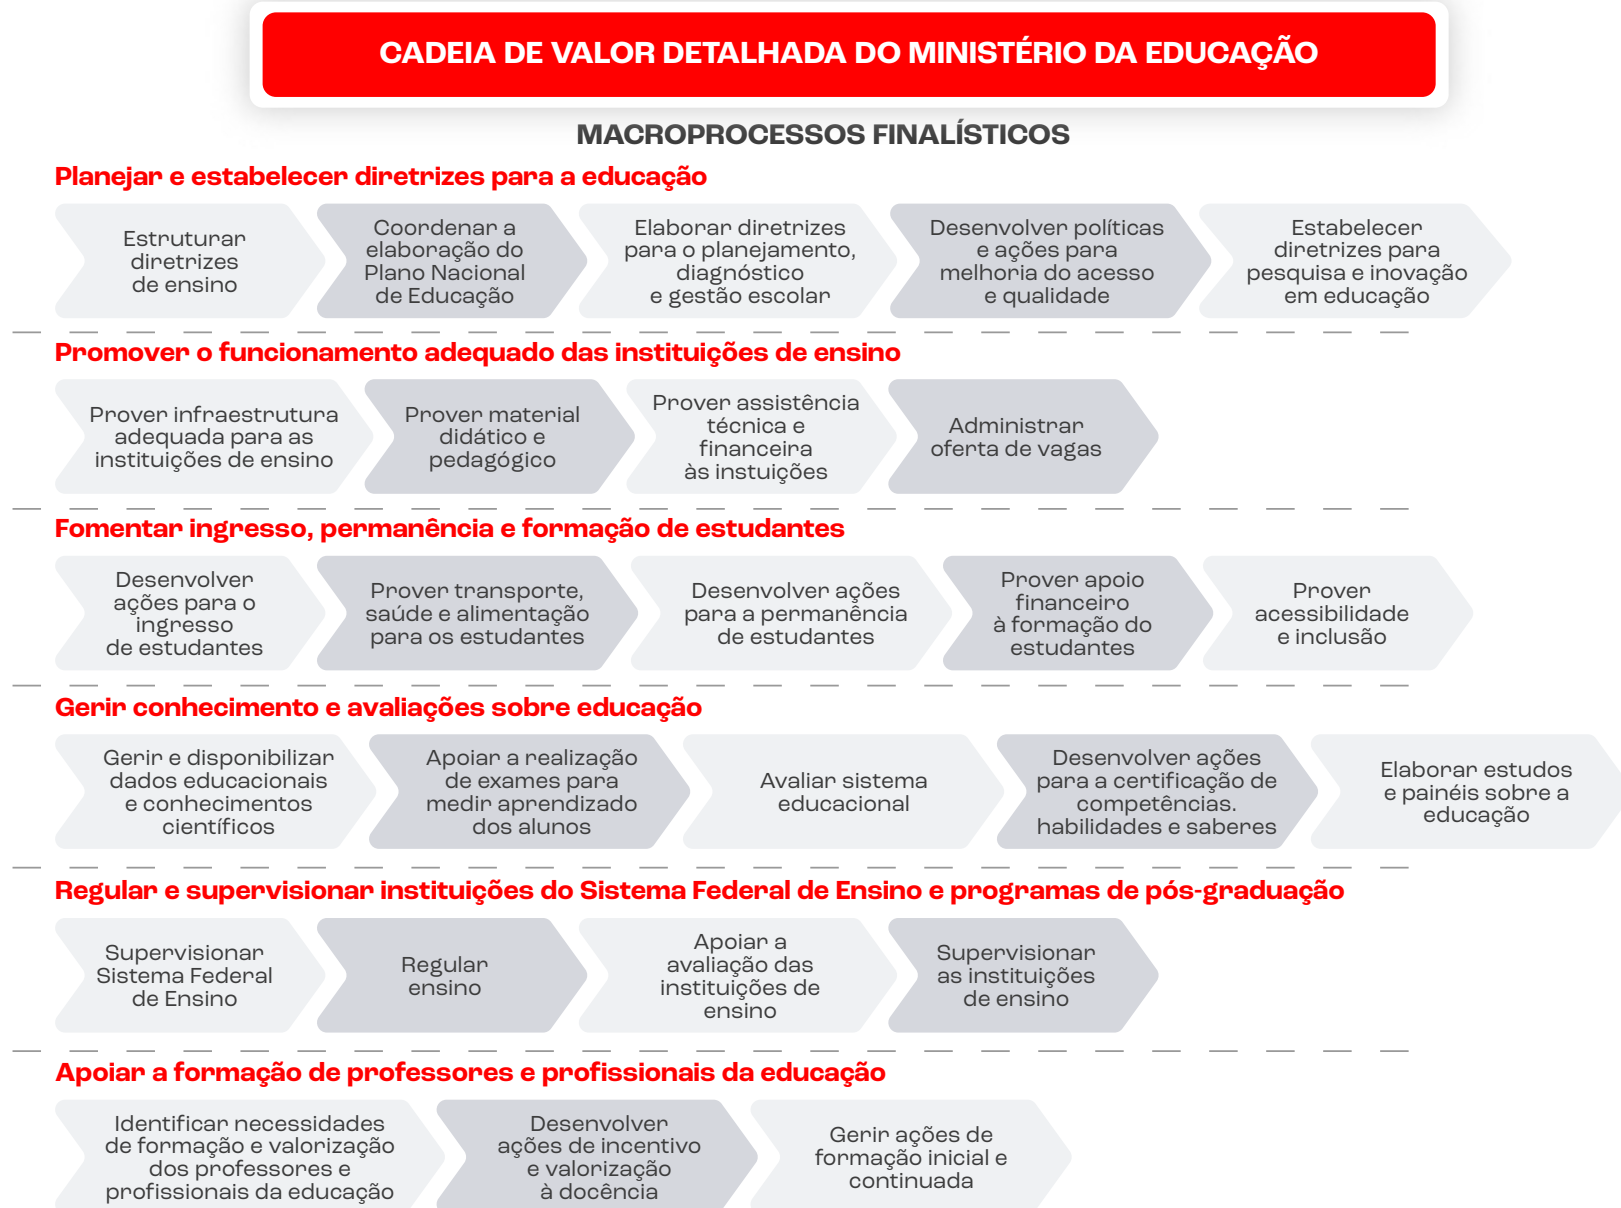 CADEIA DE VALOR DETALHADA DO MINISTÉRIO DA EDUCAÇÃO
MACROPROCESSOS FINALÍSTICOS
Planejar e estabelecer diretrizes para a educação
Estruturar
diretrizes
de ensino
Coordenar a
elaboração do
Plano Nacional
de Educação
Elaborar diretrizes
para o planejamento,
diagnóstico
e gestão escolar
Desenvolver políticas
e ações para
melhoria do acesso
e qualidade
Estabelecer
diretrizes para
pesquisa e inovação
em educação
Promover o funcionamento adequado das instituições de ensino
Prover infraestrutura
adequada para as
instituições de ensino
Prover material
didático e
pedagógico
Prover assistência
técnica e
financeira
às instuições
Administrar
oferta de vagas
Fomentar ingresso, permanência e formação de estudantes
Desenvolver
ações para o
ingresso
de estudantes
Prover transporte,
saúde e alimentação
para os estudantes
Desenvolver ações
para a permanência
de estudantes
Prover apoio
financeiro
à formação do
estudantes
Prover
acessibilidade
e inclusão
Gerir conhecimento e avaliações sobre educação
Gerir e disponibilizar
dados educacionais
e conhecimentos
científicos
Apoiar a realização
de exames para
medir aprendizado
dos alunos
Avaliar sistema
educacional
Desenvolver ações
para a certificação de
competências.
habilidades e saberes
Elaborar estudos
e painéis sobre a
educação
Regular e supervisionar instituições do Sistema Federal de Ensino e programas de pós-graduação
Supervisionar
Sistema Federal
de Ensino
Regular
ensino
Apoiar a
avaliação das
instituições de
ensino
Supervisionar
as instituições
de ensino
Apoiar a formação de professores e profissionais da educação
Identificar necessidades
de formação e valorização
dos professores e
profissionais da educação
Desenvolver
ações de incentivo
e valorização
à docência
Gerir ações de
formação inicial e
continuada